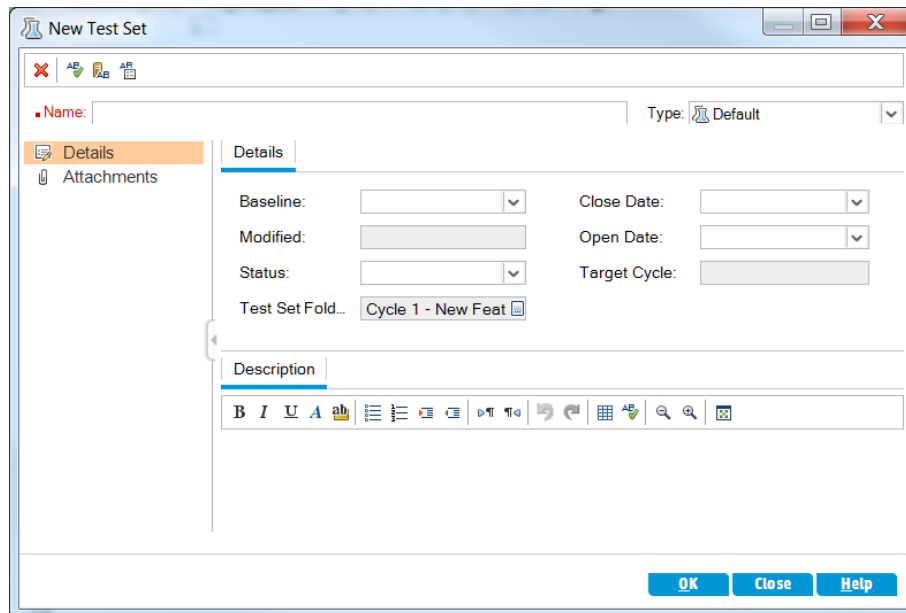 New Test Set
Name:
Type: Default
Details
Attachments
Details
Baseline:
Close Date:
Modified:
Open Date:
Status:
Target Cycle:
Test Set Fold...
Cycle 1 - New Feat
Description
B I U A ab
OK Close Help